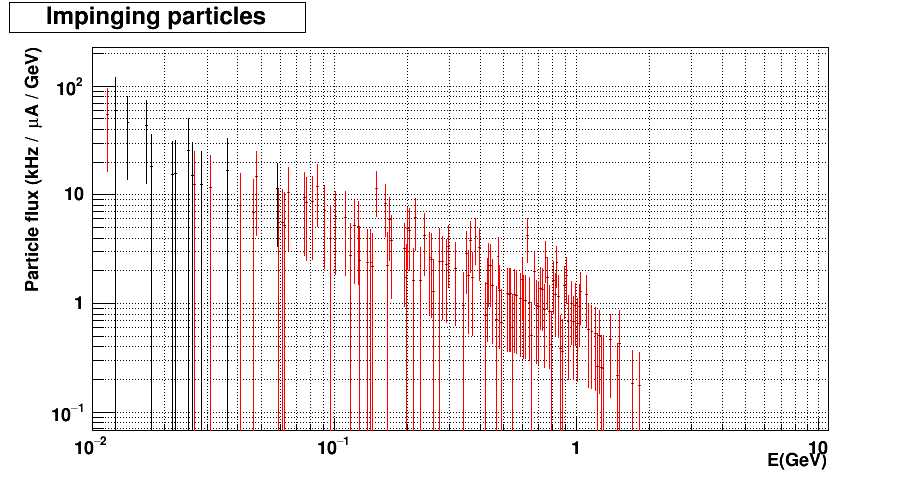 Impinging particles
Particle flux (kHz / μA / GeV)
10²
10
1
10⁻¹
10⁻² 10⁻¹ 1 10
E(GeV)